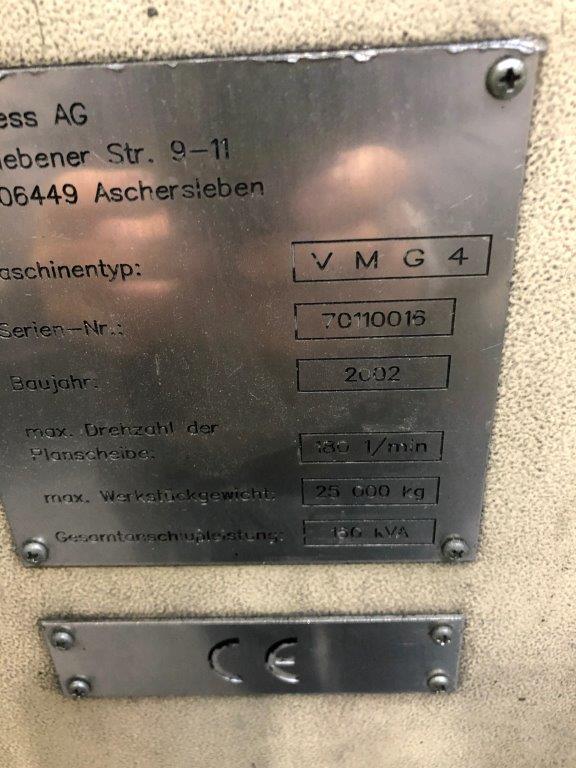 ess AG
iebener Str. 9-11
06449 Aschersleben
aschinentyp: V M G 4
Serien-Nr.: 70110016
Baujahr: 2002
max. Drehzahl der
Planscheibe: 180 1/min
max. Werkstückgewicht: 25 000 kg
Gesamtanschlußleistung: 150 kVA
CE